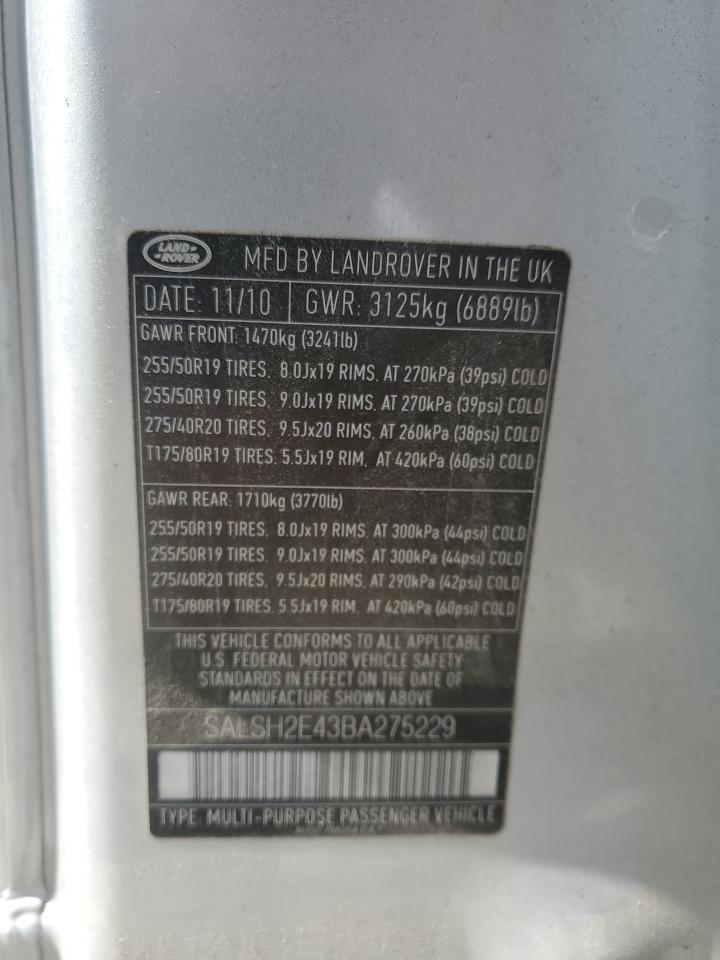 LAND-
-ROVER
MFD BY LANDROVER IN THE UK
DATE: 11/10 GWR: 3125kg (6889lb)
GAWR FRONT: 1470kg (3241lb)
255/50R19 TIRES. 8.0Jx19 RIMS. AT 270kPa (39psi) COLD
255/50R19 TIRES. 9.0Jx19 RIMS. AT 270kPa (39psi) COLD
275/40R20 TIRES. 9.5Jx20 RIMS. AT 260kPa (38psi) COLD
T175/80R19 TIRES. 5.5Jx19 RIM. AT 420kPa (60psi) COLD
GAWR REAR: 1710kg (3770lb)
255/50R19 TIRES. 8.0Jx19 RIMS. AT 300kPa (44psi) COLD
255/50R19 TIRES. 9.0Jx19 RIMS. AT 300kPa (44psi) COLD
275/40R20 TIRES. 9.5Jx20 RIMS. AT 290kPa (42psi) COLD
T175/80R19 TIRES. 5.5Jx19 RIM. AT 420kPa (60psi) COLD
THIS VEHICLE CONFORMS TO ALL APPLICABLE
U.S. FEDERAL MOTOR VEHICLE SAFETY
STANDARDS IN EFFECT ON THE DATE OF
MANUFACTURE SHOWN ABOVE
SALSH2E43BA275229
TYPE: MULTI-PURPOSE PASSENGER VEHICLE